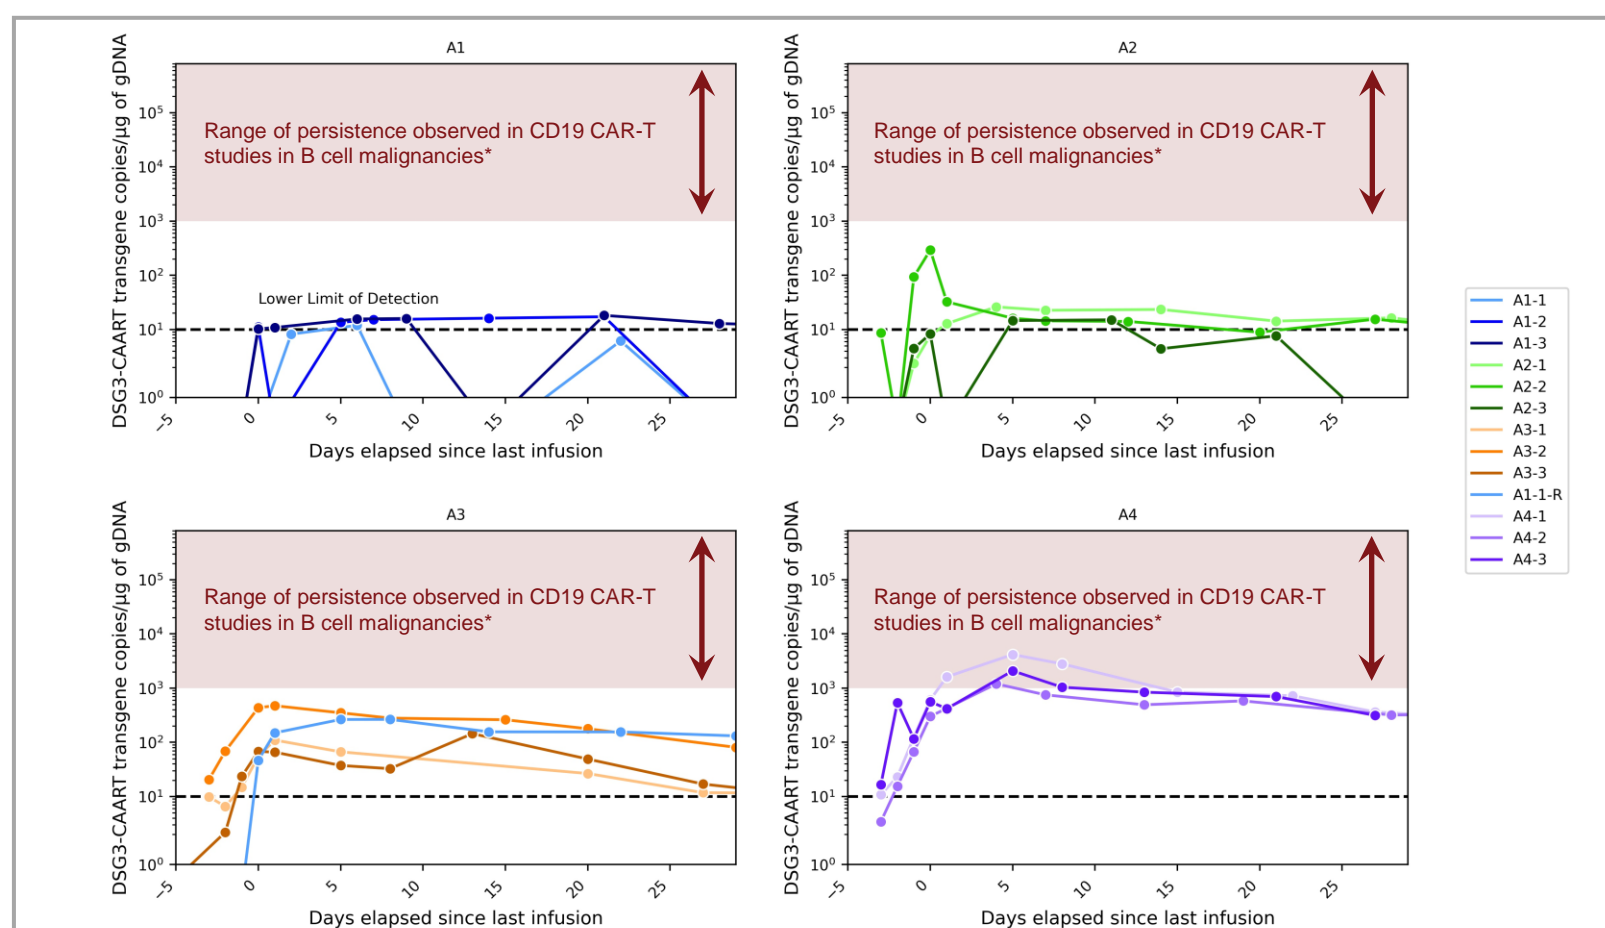 A1
DSG3-CAART transgene copies/µg of gDNA
10⁵
10⁴
10³
10²
10¹
10⁰
Range of persistence observed in CD19 CAR-T
studies in B cell malignancies*
Lower Limit of Detection
−5 0 5 10 15 20 25
Days elapsed since last infusion
A2
DSG3-CAART transgene copies/µg of gDNA
10⁵
10⁴
10³
10²
10¹
10⁰
Range of persistence observed in CD19 CAR-T
studies in B cell malignancies*
−5 0 5 10 15 20 25
Days elapsed since last infusion
A1-1
A1-2
A1-3
A2-1
A2-2
A2-3
A3-1
A3-2
A3-3
A1-1-R
A4-1
A4-2
A4-3
A3
DSG3-CAART transgene copies/µg of gDNA
10⁵
10⁴
10³
10²
10¹
10⁰
Range of persistence observed in CD19 CAR-T
studies in B cell malignancies*
−5 0 5 10 15 20 25
Days elapsed since last infusion
A4
DSG3-CAART transgene copies/µg of gDNA
10⁵
10⁴
10³
10²
10¹
10⁰
Range of persistence observed in CD19 CAR-T
studies in B cell malignancies*
−5 0 5 10 15 20 25
Days elapsed since last infusion